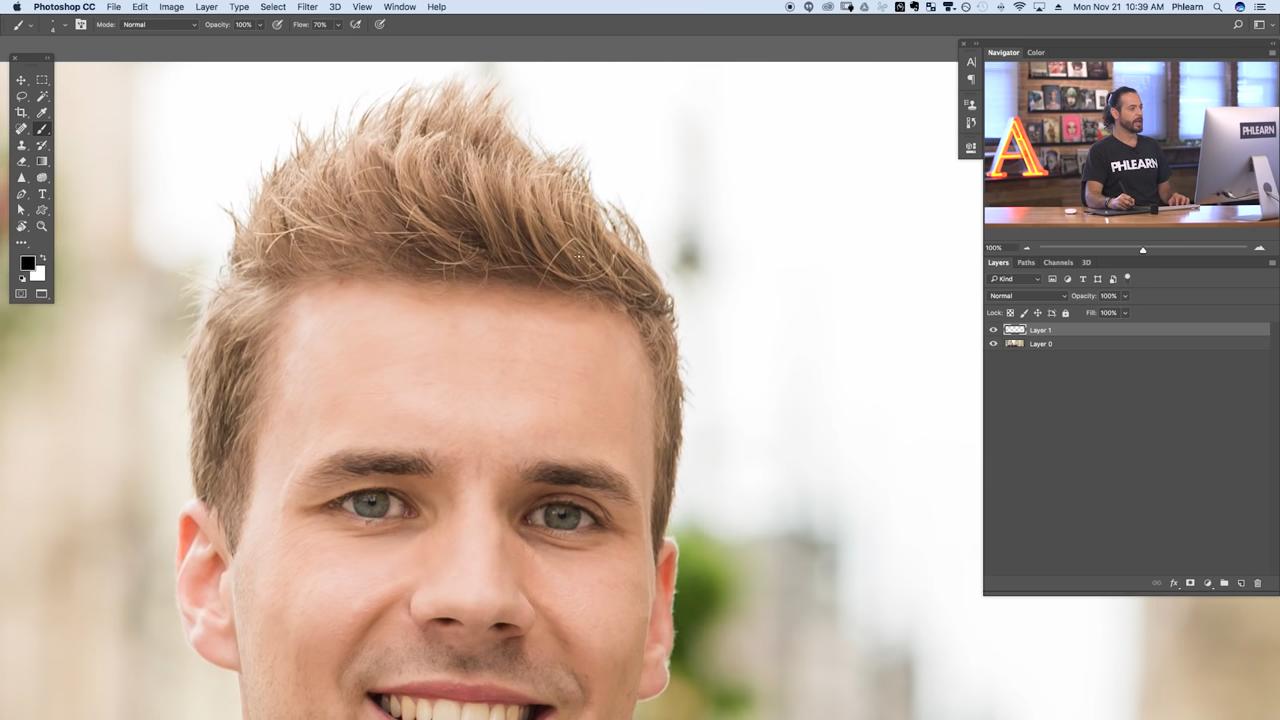 Photoshop CC File Edit Image Layer Type Select Filter 3D View Window Help Mon Nov 21 10:39 AM Phlearn
4 Mode: Normal Opacity: 100% Flow: 70%
Navigator Color
A
PHLEARN
PHLEARN
100%
Layers Paths Channels 3D
Kind
Normal Opacity: 100%
Lock: Fill: 100%
Layer 1
Layer 0